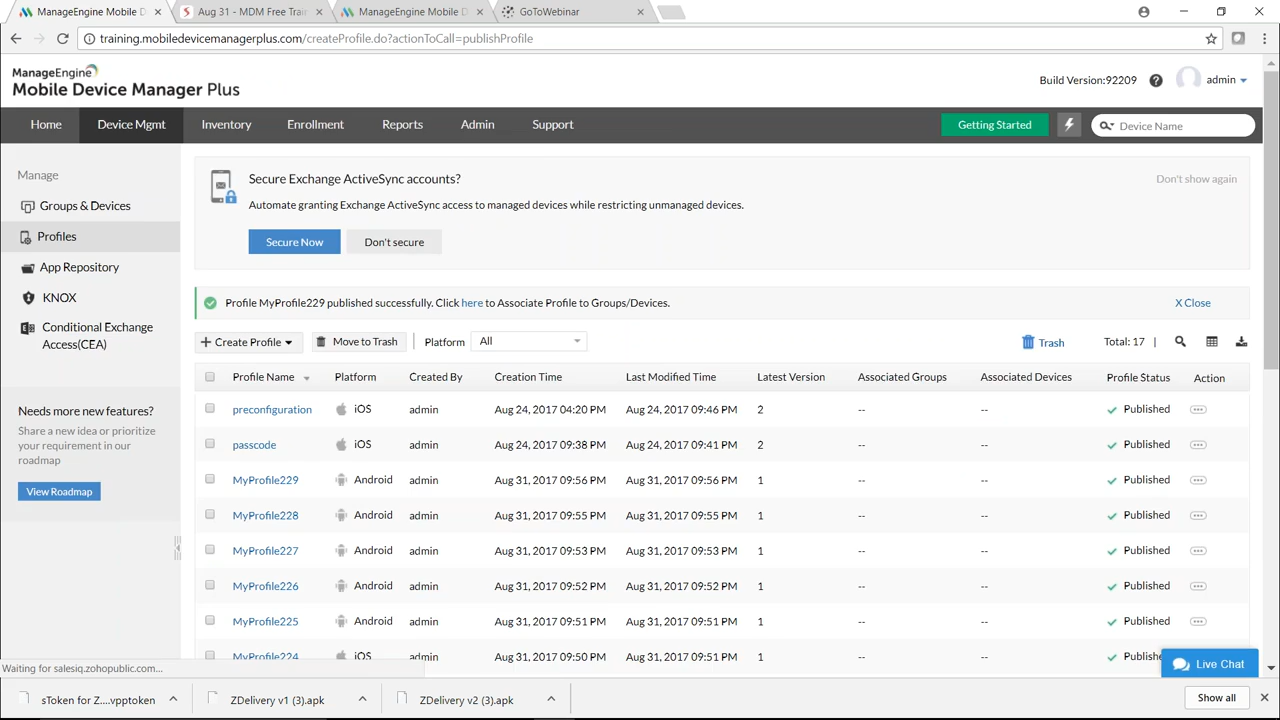 ManageEngine Mobile D
Aug 31 - MDM Free Train
ManageEngine Mobile D
GoToWebinar
training.mobiledevicemanagerplus.com/createProfile.do?actionToCall=publishProfile
ManageEngine
Mobile Device Manager Plus
Build Version:92209
admin
Home
Device Mgmt
Inventory
Enrollment
Reports
Admin
Support
Getting Started
Device Name
Manage
Groups & Devices
Profiles
App Repository
KNOX
Conditional Exchange
Access(CEA)
Needs more new features?
Share a new idea or prioritize
your requirement in our
roadmap
View Roadmap
Secure Exchange ActiveSync accounts?
Don't show again
Automate granting Exchange ActiveSync access to managed devices while restricting unmanaged devices.
Secure Now
Don't secure
Profile MyProfile229 published successfully. Click here to Associate Profile to Groups/Devices.
X Close
+ Create Profile
Move to Trash
Platform
All
Trash
Total: 17
Profile Name Platform Created By Creation Time Last Modified Time Latest Version Associated Groups Associated Devices Profile Status Action
preconfiguration iOS admin Aug 24, 2017 04:20 PM Aug 24, 2017 09:46 PM 2 -- -- Published
passcode iOS admin Aug 24, 2017 09:38 PM Aug 24, 2017 09:41 PM 2 -- -- Published
MyProfile229 Android admin Aug 31, 2017 09:56 PM Aug 31, 2017 09:56 PM 1 -- -- Published
MyProfile228 Android admin Aug 31, 2017 09:55 PM Aug 31, 2017 09:55 PM 1 -- -- Published
MyProfile227 Android admin Aug 31, 2017 09:53 PM Aug 31, 2017 09:53 PM 1 -- -- Published
MyProfile226 Android admin Aug 31, 2017 09:52 PM Aug 31, 2017 09:52 PM 1 -- -- Published
MyProfile225 Android admin Aug 31, 2017 09:51 PM Aug 31, 2017 09:51 PM 1 -- -- Published
MyProfile224 iOS admin Aug 31, 2017 09:50 PM Aug 31, 2017 09:51 PM 1 -- -- Publishe
Live Chat
Waiting for salesiq.zohopublic.com...
sToken for Z....vpptoken
ZDelivery v1 (3).apk
ZDelivery v2 (3).apk
Show all